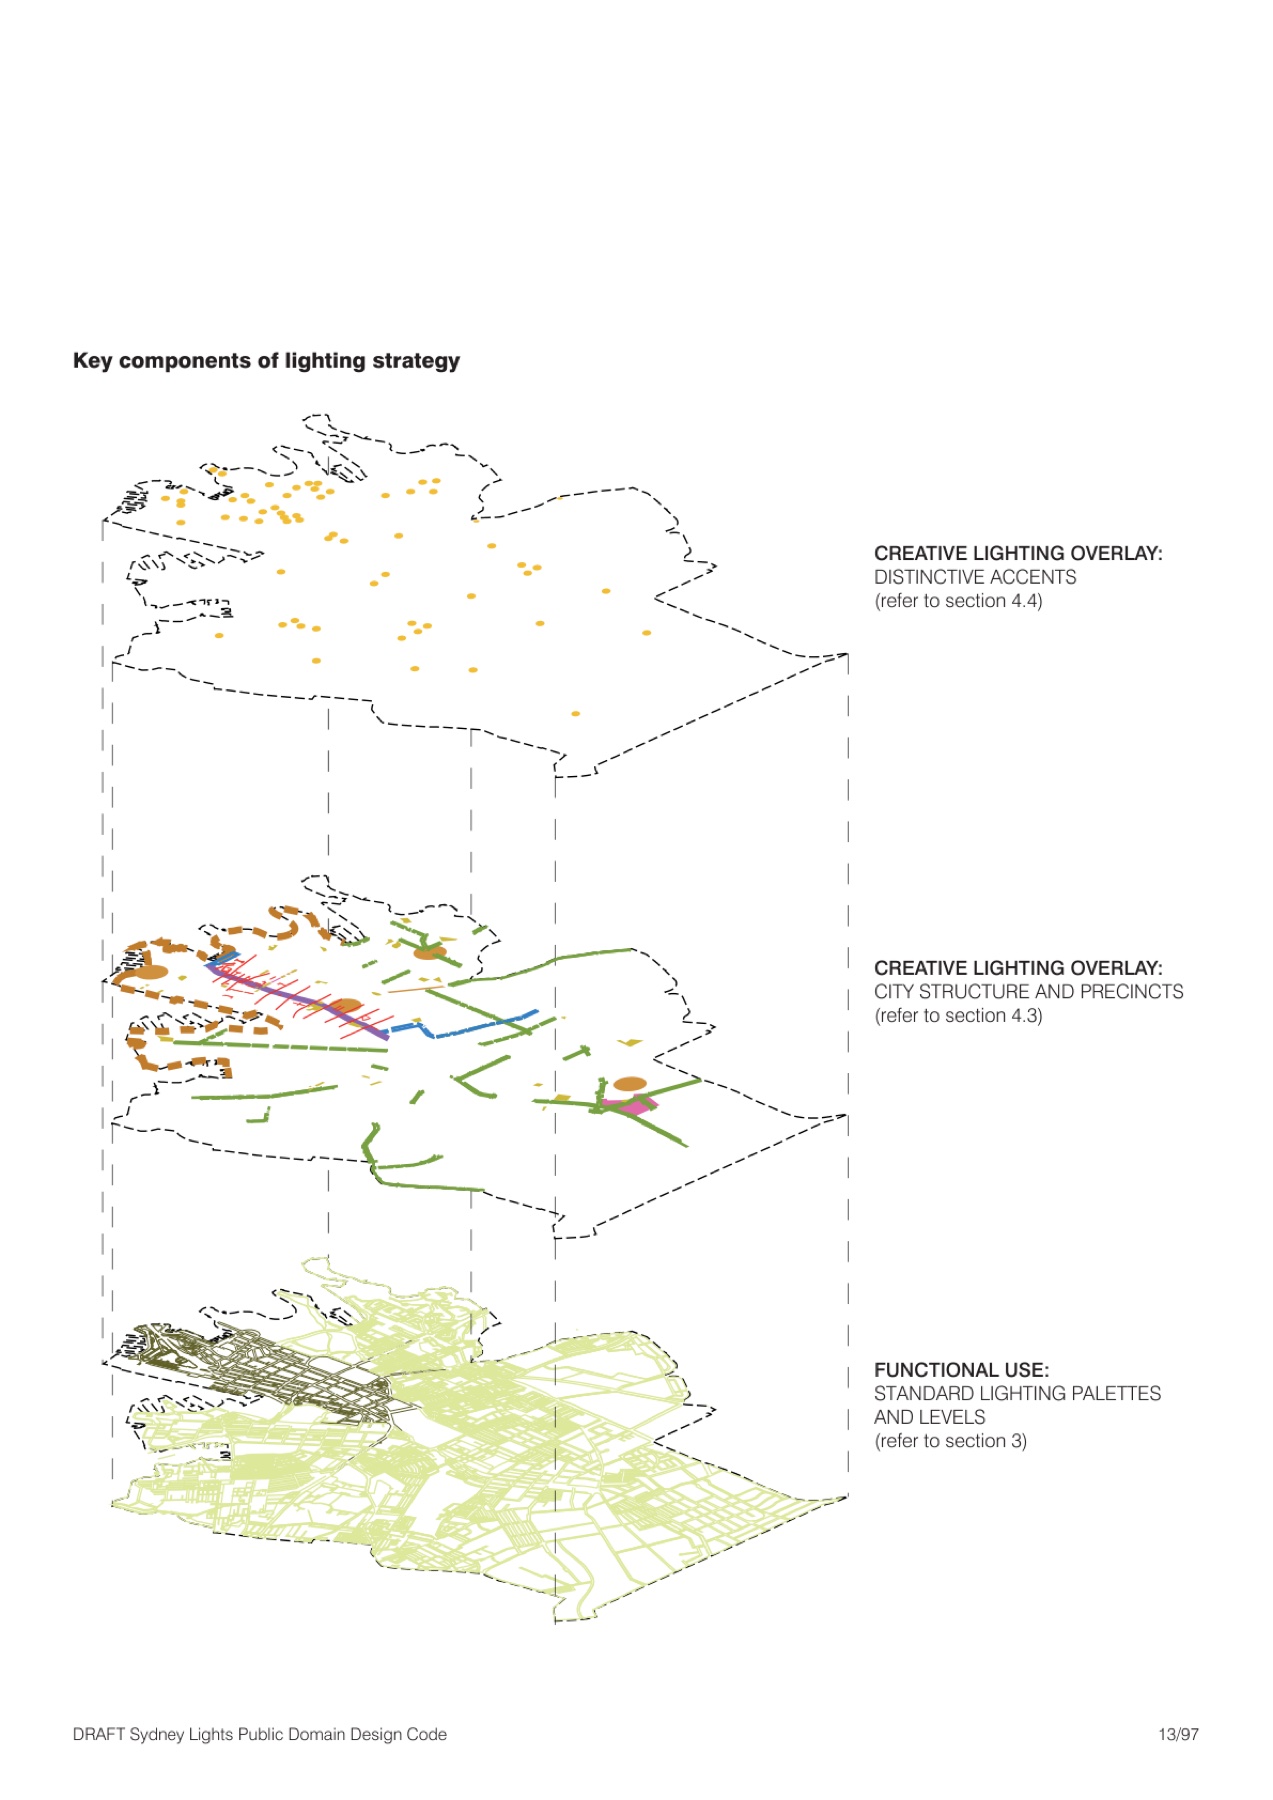 Key components of lighting strategy
CREATIVE LIGHTING OVERLAY:
DISTINCTIVE ACCENTS
(refer to section 4.4)
CREATIVE LIGHTING OVERLAY:
CITY STRUCTURE AND PRECINCTS
(refer to section 4.3)
FUNCTIONAL USE:
STANDARD LIGHTING PALETTES
AND LEVELS
(refer to section 3)
DRAFT Sydney Lights Public Domain Design Code
13/97